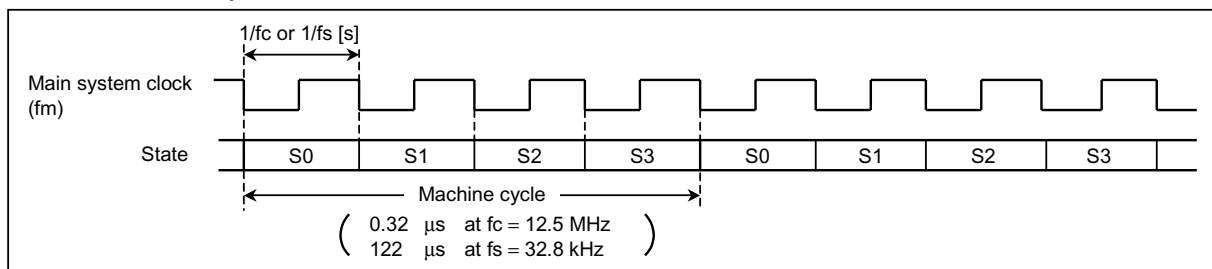 1/fc or 1/fs [s]
Main system clock
(fm)
State S0 S1 S2 S3 S0 S1 S2 S3
Machine cycle
( 0.32 μs at fc = 12.5 MHz
122 μs at fs = 32.8 kHz )